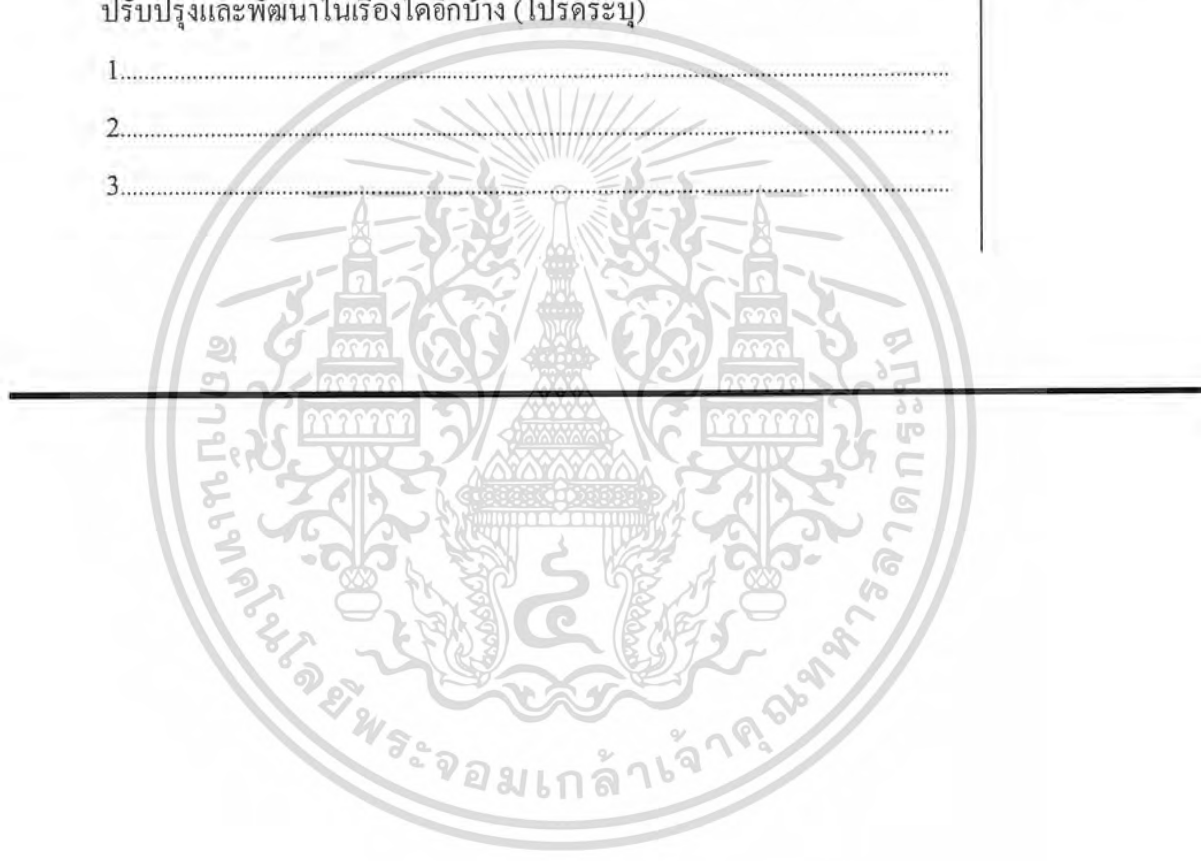 ปรับปรุงและพัฒนาในเรื่องใดอีกบ้าง (โปรดระบุ)
1................................................................
2................................................................
3................................................................
สถาบันเทคโนโลยีพระจอมเกล้าเจ้าคุณทหารลาดกระบัง
๔